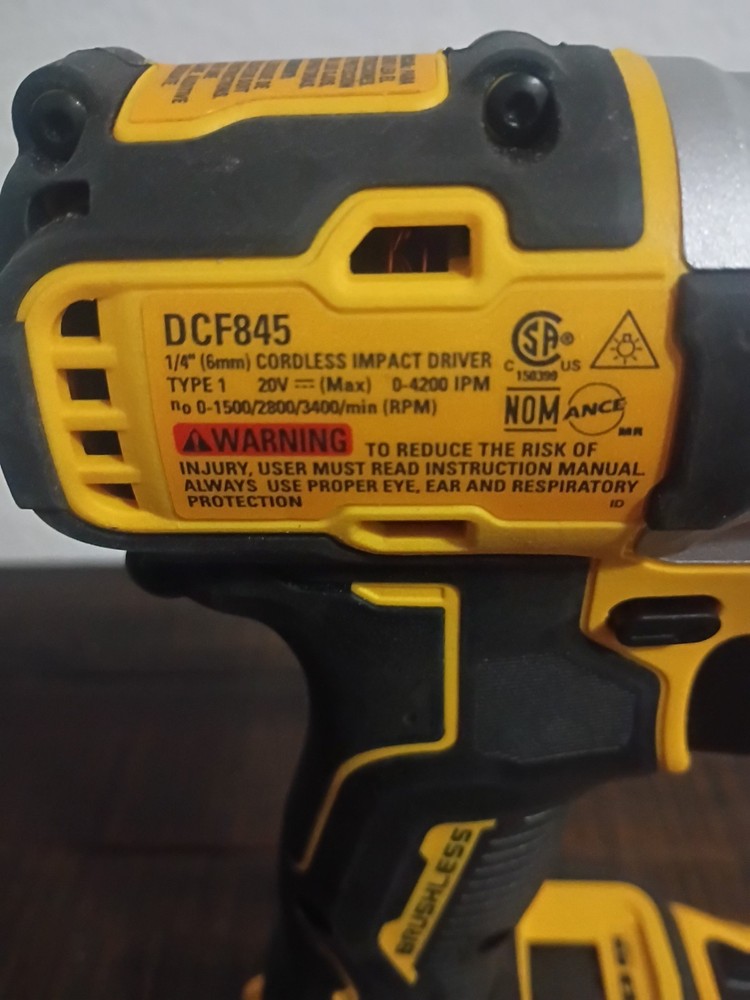 DCF845
1/4" (6mm) CORDLESS IMPACT DRIVER
TYPE 1 20V ⎓ (Max) 0-4200 IPM
n₀ 0-1500/2800/3400/min (RPM)
C SA ® C US
150399
NOM ANCE MR
⚠WARNING TO REDUCE THE RISK OF
INJURY, USER MUST READ INSTRUCTION MANUAL.
ALWAYS USE PROPER EYE, EAR AND RESPIRATORY
PROTECTION ID
BRUSHLESS